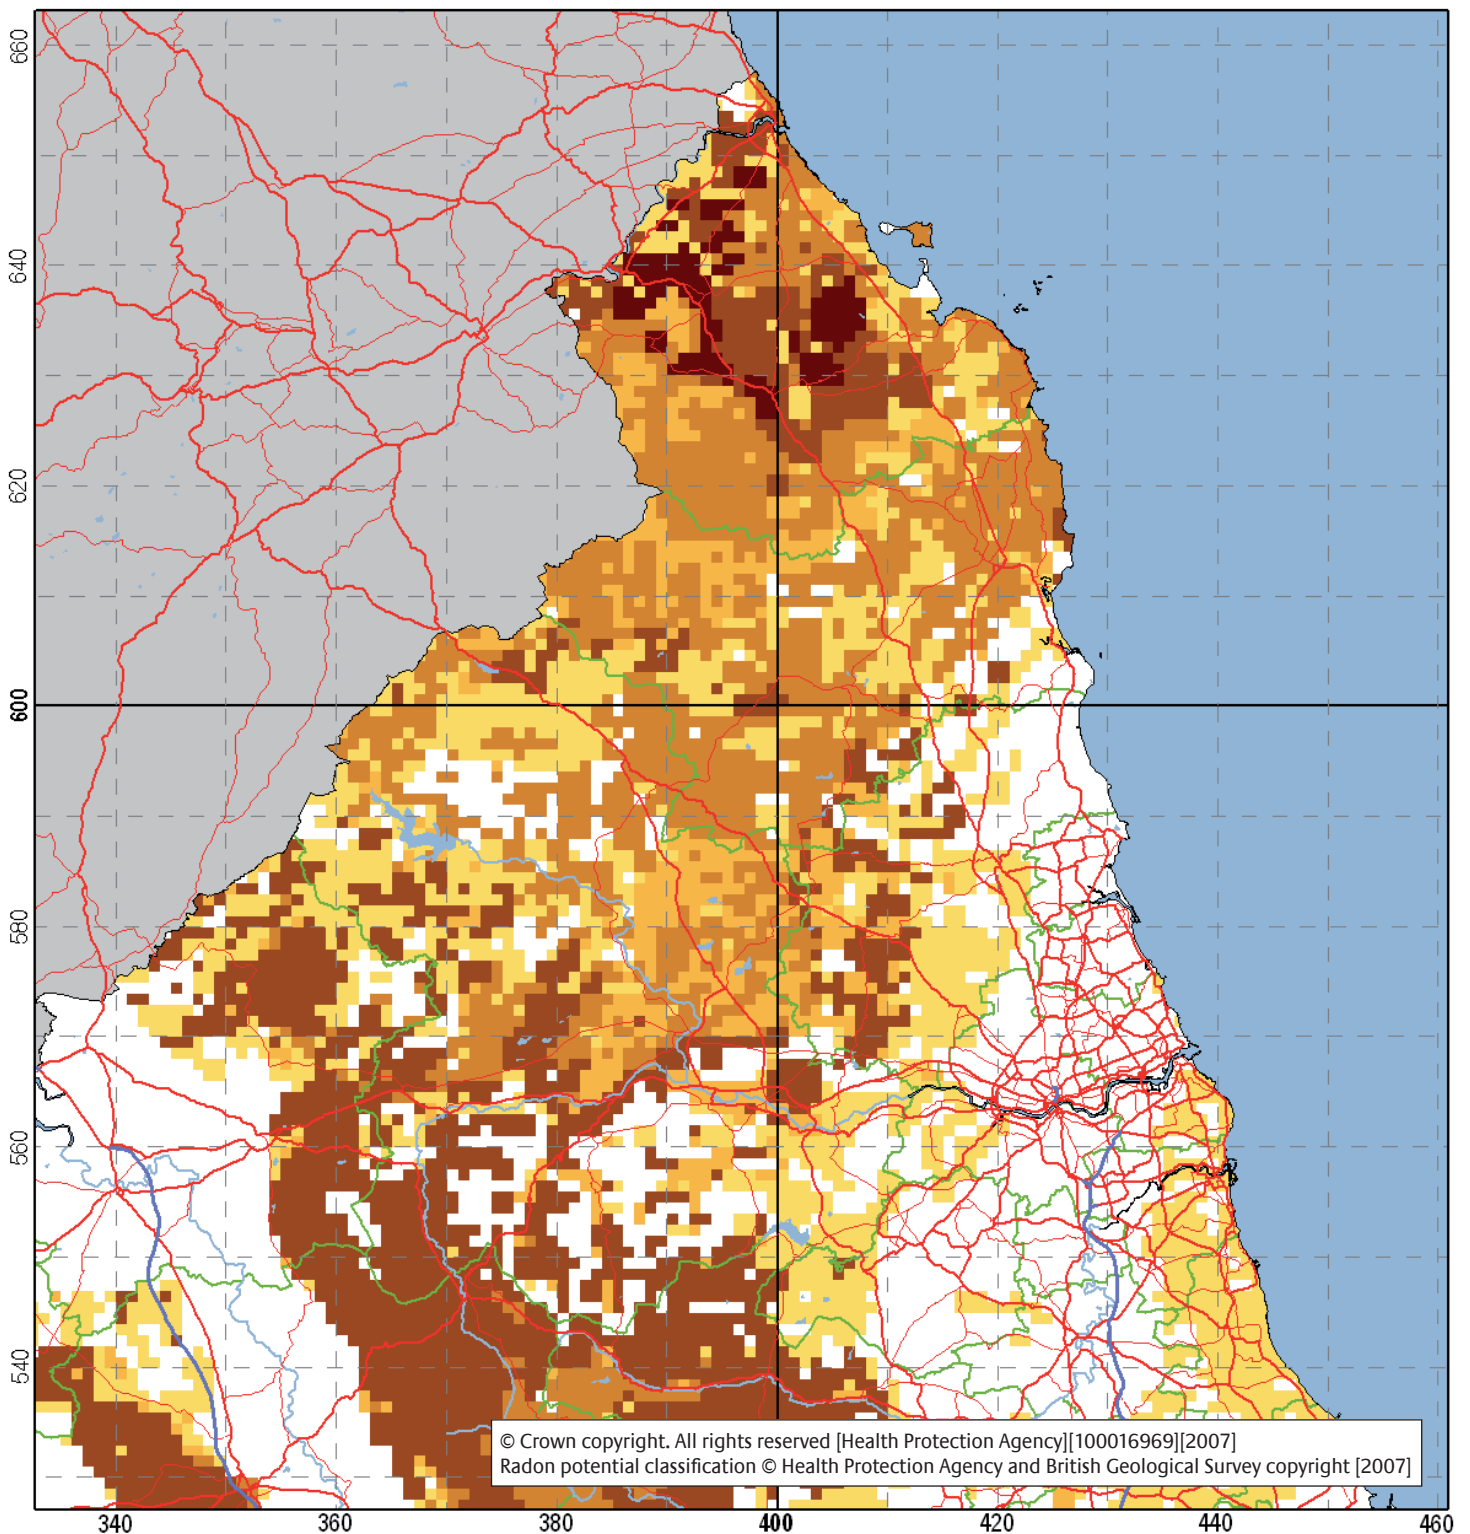 660
640
620
600
580
560
540
© Crown copyright. All rights reserved [Health Protection Agency][100016969][2007]
Radon potential classification © Health Protection Agency and British Geological Survey copyright [2007]
340 360 380 400 420 440 460